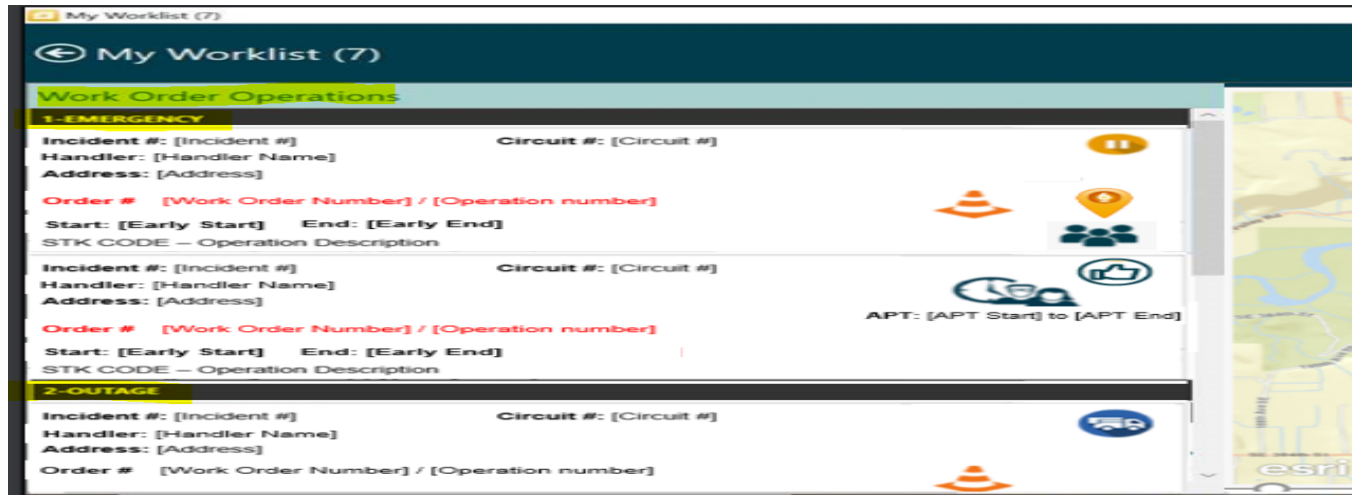 My Worklist (7)
My Worklist (7)
Work Order Operations
1-EMERGENCY
Incident #: [Incident #] Circuit #: [Circuit #]
Handler: [Handler Name]
Address: [Address]
Order # [Work Order Number] / [Operation number]
Start: [Early Start] End: [Early End]
STK CODE – Operation Description
Incident #: [Incident #] Circuit #: [Circuit #]
Handler: [Handler Name]
Address: [Address]
APT: [APT Start] to [APT End]
Order # [Work Order Number] / [Operation number]
Start: [Early Start] End: [Early End]
STK CODE – Operation Description
2-OUTAGE
Incident #: [Incident #] Circuit #: [Circuit #]
Handler: [Handler Name]
Address: [Address]
Order # [Work Order Number] / [Operation number]
esri